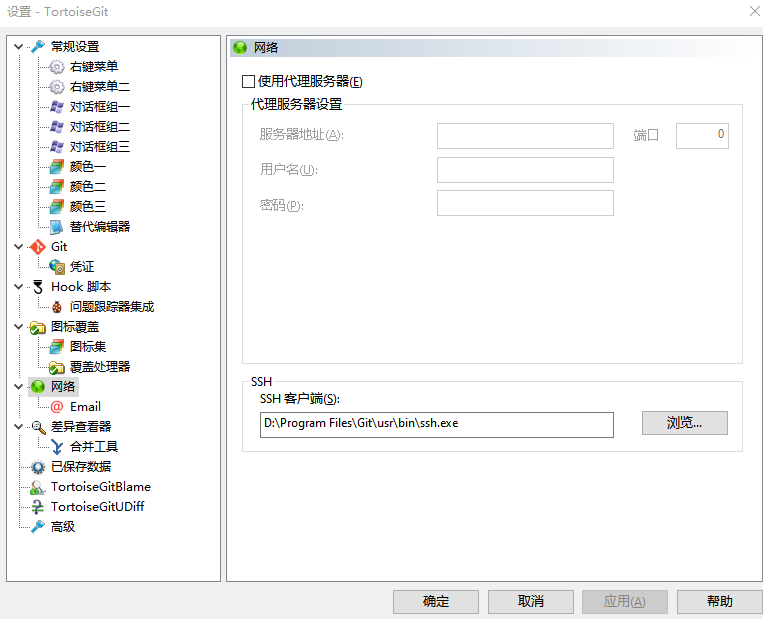 设置 - TortoiseGit
常规设置
右键菜单
右键菜单二
对话框组一
对话框组二
对话框组三
颜色一
颜色二
颜色三
替代编辑器
Git
凭证
Hook 脚本
问题跟踪器集成
图标覆盖
图标集
覆盖处理器
网络
Email
差异查看器
合并工具
已保存数据
TortoiseGitBlame
TortoiseGitUDiff
高级
网络
使用代理服务器(E)
代理服务器设置
服务器地址(A): 端口 0
用户名(U):
密码(P):
SSH
SSH 客户端(S):
D:\Program Files\Git\usr\bin\ssh.exe 浏览...
确定 取消 应用(A) 帮助